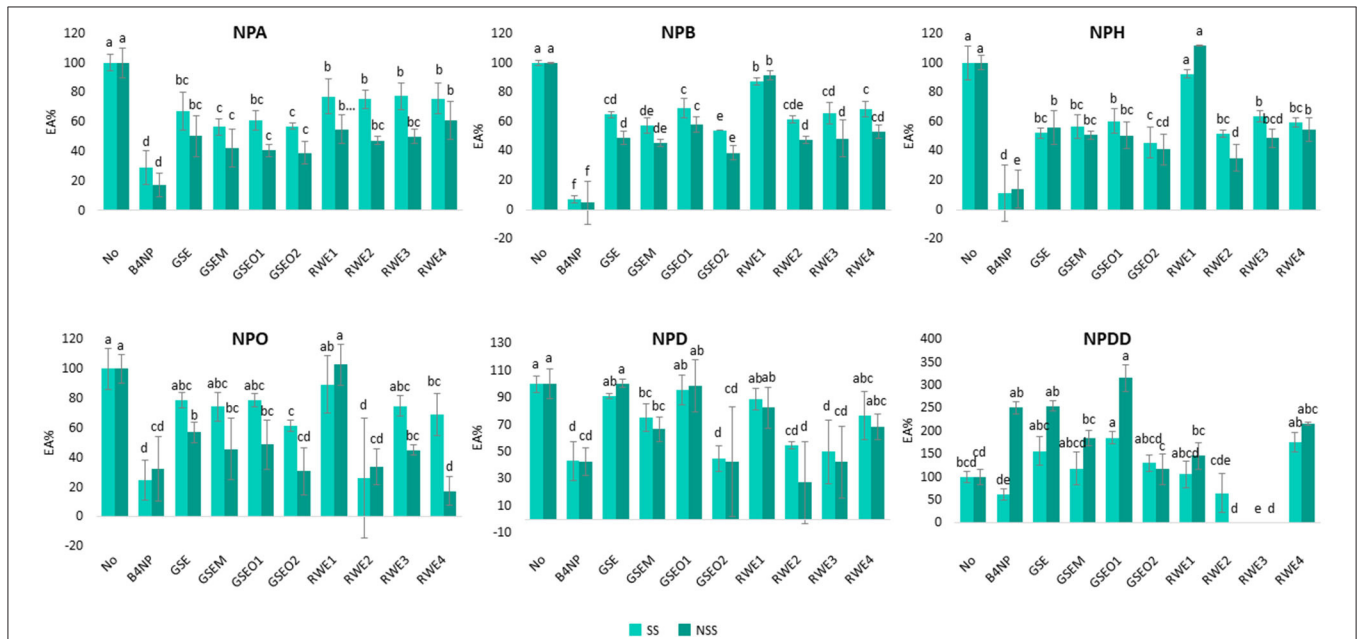 NPA
120
100
80
60
40
20
0
EA%
a a
d d
bc bc
c c
bc c
c c
b b...
b bc
b bc
b b
No B4NP GSE GSEM GSEO1 GSEO2 RWE1 RWE2 RWE3 RWE4
NPB
120
100
80
60
40
20
0
-20
EA%
a a
f f
cd d
de de
c c
e e
b b
cde de
cd d
c cd
No B4NP GSE GSEM GSEO1 GSEO2 RWE1 RWE2 RWE3 RWE4
NPH
120
100
80
60
40
20
0
-20
EA%
a a
d e
bc b
bc bc
b bc
c cd
a a
bc d
b bcd
bc bc
No B4NP GSE GSEM GSEO1 GSEO2 RWE1 RWE2 RWE3 RWE4
NPO
120
100
80
60
40
20
0
-20
EA%
a a
d cd
abc b
abc bc
abc bc
c cd
ab a
d cd
abc bc
bc d
No B4NP GSE GSEM GSEO1 GSEO2 RWE1 RWE2 RWE3 RWE4
NPD
130
110
90
70
50
30
10
-10
EA%
a a
d cd
ab a
bc bc
ab ab
cd cd
ab ab
cd d
d cd
abc abc
No B4NP GSE GSEM GSEO1 GSEO2 RWE1 RWE2 RWE3 RWE4
NPDD
400
350
300
250
200
150
100
50
0
EA%
bcd cd
de ab
abc ab
abcd bc
a a
abcd c
abcd bc
cde d
e d
ab abc
No B4NP GSE GSEM GSEO1 GSEO2 RWE1 RWE2 RWE3 RWE4
SS NSS